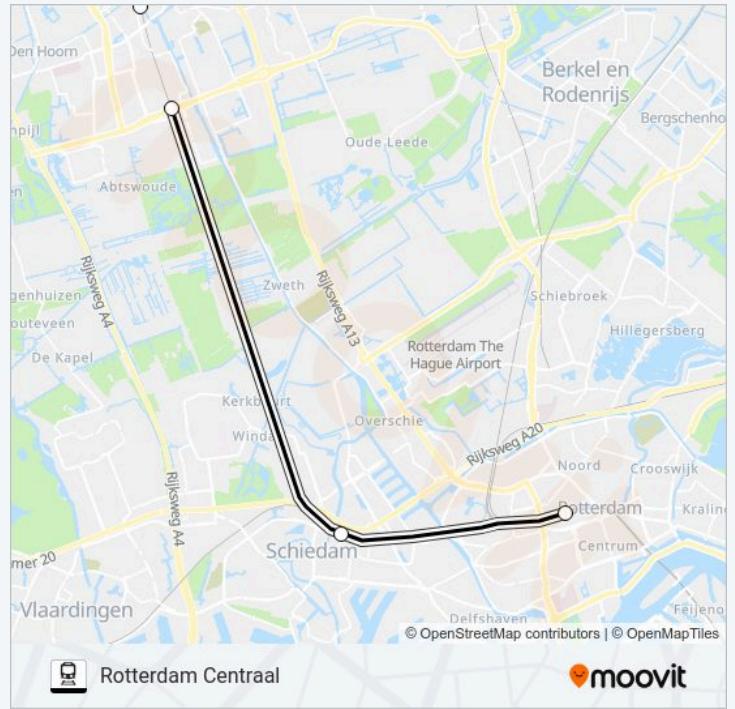 Den Hoorn
Berkel en
Rodenrijs
Bergschenho
npijl
Oude Leede
Abtswoude
en
Rijksweg A4
Zweth
Rijksweg A13
genhuizen
outeveen
Schiebroek
Hillegersberg
De Kapel
Rotterdam The
Hague Airport
Kerkbuurt
Winda
Overschie
Rijksweg A20
Noord
Crooswijk
Rijksweg A4
Rotterdam
Kraling
Centrum
Schiedam
mer 20
Vlaardingen
Delfshaven
Feijeno
© OpenStreetMap contributors | © OpenMapTiles
Rotterdam Centraal
moovit